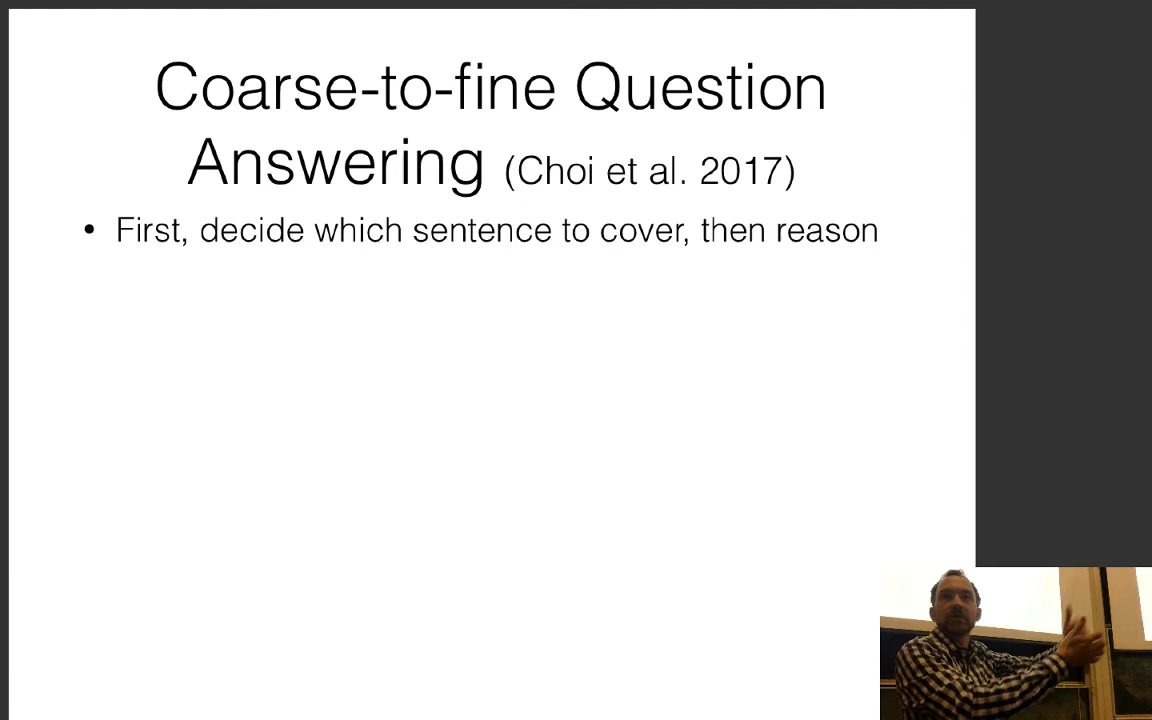 Coarse-to-fine Question
Answering (Choi et al. 2017)
• First, decide which sentence to cover, then reason